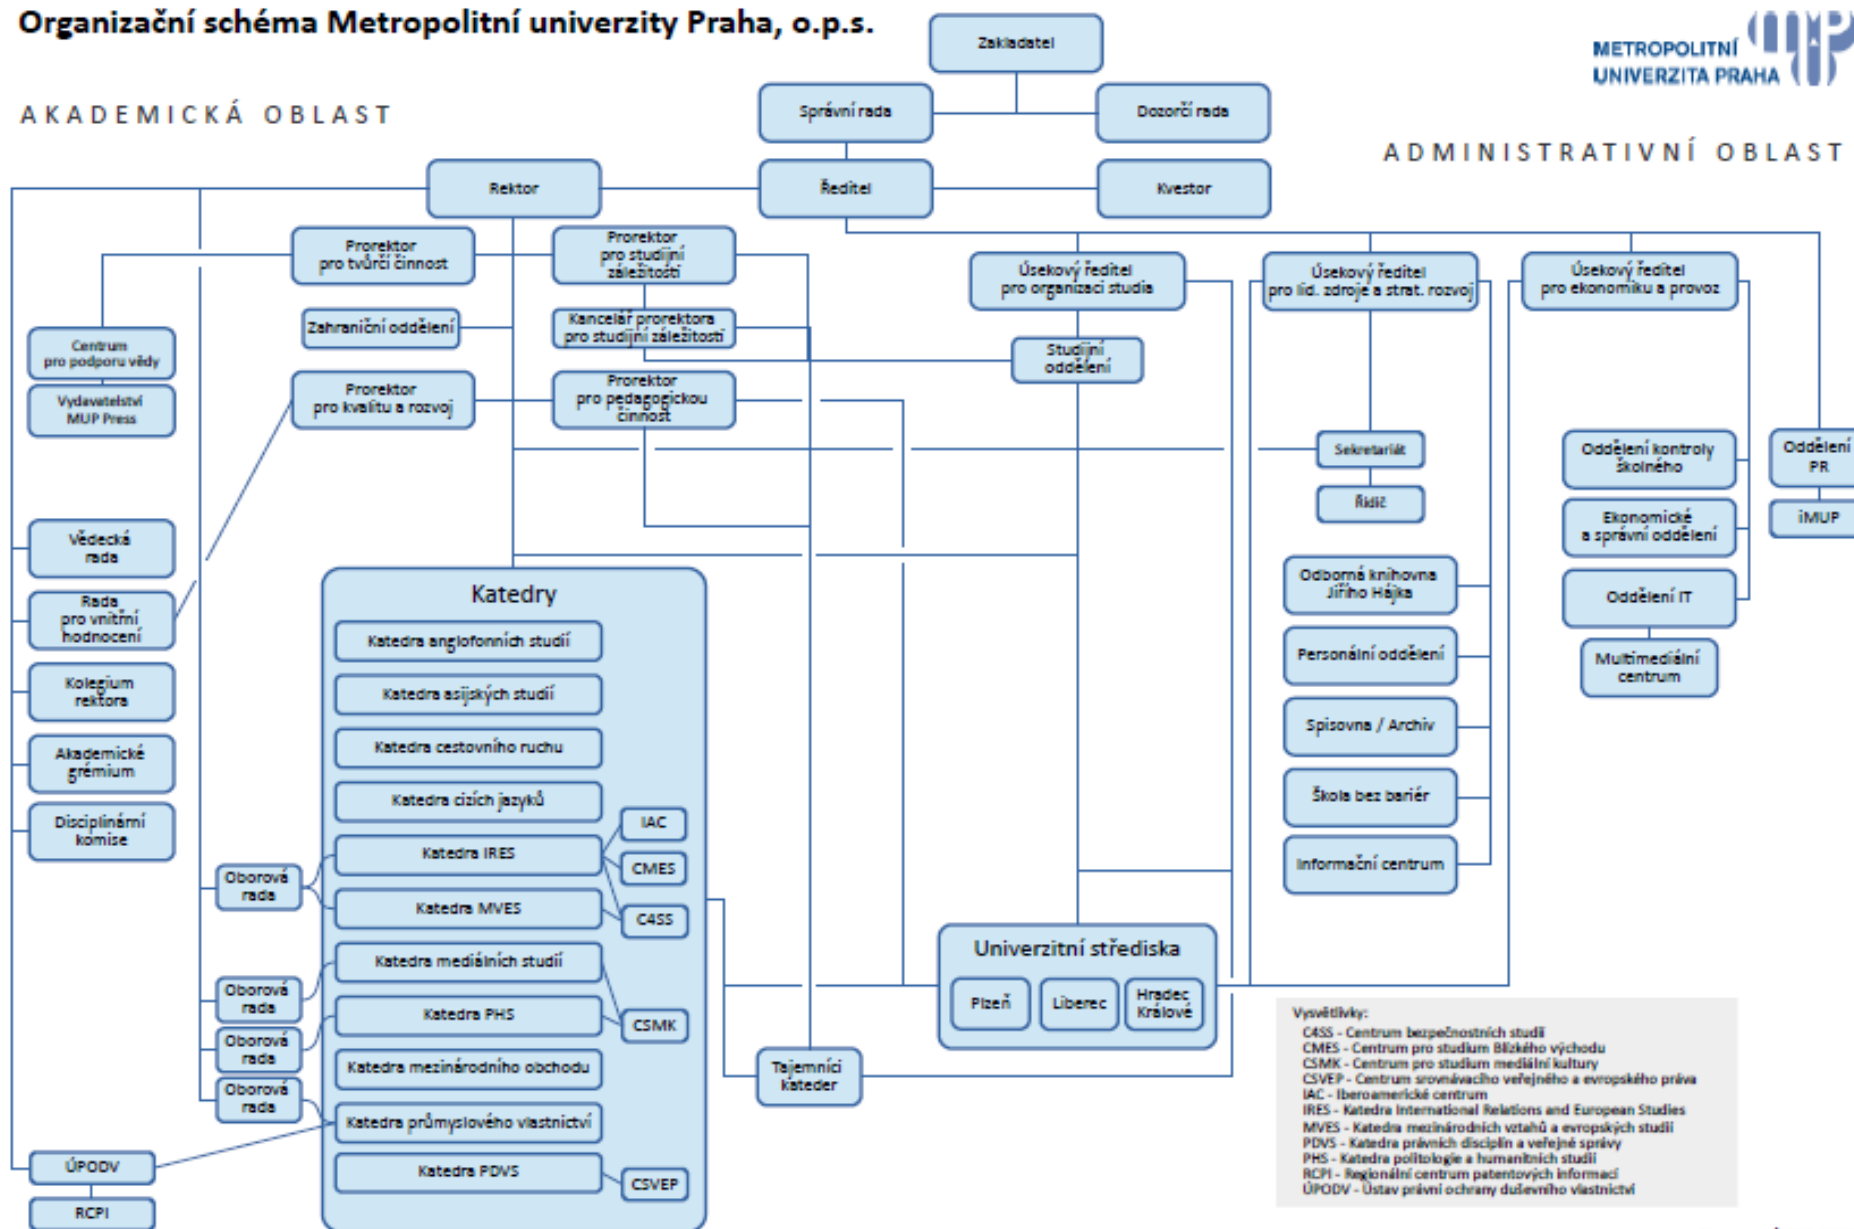 Organizační schéma Metropolitní univerzity Praha, o.p.s.
METROPOLITNÍ
UNIVERZITA PRAHA
AKADEMICKÁ OBLAST
ADMINISTRATIVNÍ OBLAST
Zakladatel
Správní rada
Dozorčí rada
Rektor
Ředitel
Kvestor
Prorektor
pro tvůrčí činnost
Prorektor
pro studijní
záležitosti
Úsekový ředitel
pro organizaci studia
Úsekový ředitel
pro lid. zdroje a strat. rozvoj
Úsekový ředitel
pro ekonomiku a provoz
Zahraniční oddělení
Kancelář prorektora
pro studijní záležitosti
Studijní
oddělení
Centrum
pro podporu vědy
Vydavatelství
MUP Press
Prorektor
pro kvalitu a rozvoj
Prorektor
pro pedagogickou
činnost
Sekretariát
Řidič
Oddělení kontroly
školného
Ekonomické
a správní oddělení
Oddělení IT
Multimediální
centrum
Oddělení
PR
iMUP
Vědecká
rada
Rada
pro vnitřní
hodnocení
Kolegium
rektora
Akademické
grémium
Disciplinární
komise
Odborná knihovna
Jiřího Hájka
Personální oddělení
Spisovna / Archiv
Škola bez bariér
Informační centrum
Katedry
Katedra anglofonních studií
Katedra asijských studií
Katedra cestovního ruchu
Katedra cizích jazyků
Katedra IRES
Katedra MVES
Katedra mediálních studií
Katedra PHS
Katedra mezinárodního obchodu
Katedra průmyslového vlastnictví
Katedra PDVS
IAC
CMES
C4SS
CSMK
CSVEP
Oborová
rada
Oborová
rada
Oborová
rada
Oborová
rada
ÚPODV
RCPI
Tajemníci
kateder
Univerzitní střediska
Plzeň
Liberec
Hradec
Králové
Vysvětlivky:
C4SS - Centrum bezpečnostních studií
CMES - Centrum pro studium Blízkého východu
CSMK - Centrum pro studium mediální kultury
CSVEP - Centrum srovnávacího veřejného a evropského práva
IAC - Iberoamerické centrum
IRES - Katedra International Relations and European Studies
MVES - Katedra mezinárodních vztahů a evropských studií
PDVS - Katedra právních disciplín a veřejné správy
PHS - Katedra politologie a humanitních studií
RCPI - Regionální centrum patentových informací
ÚPODV - Ústav právní ochrany duševního vlastnictví